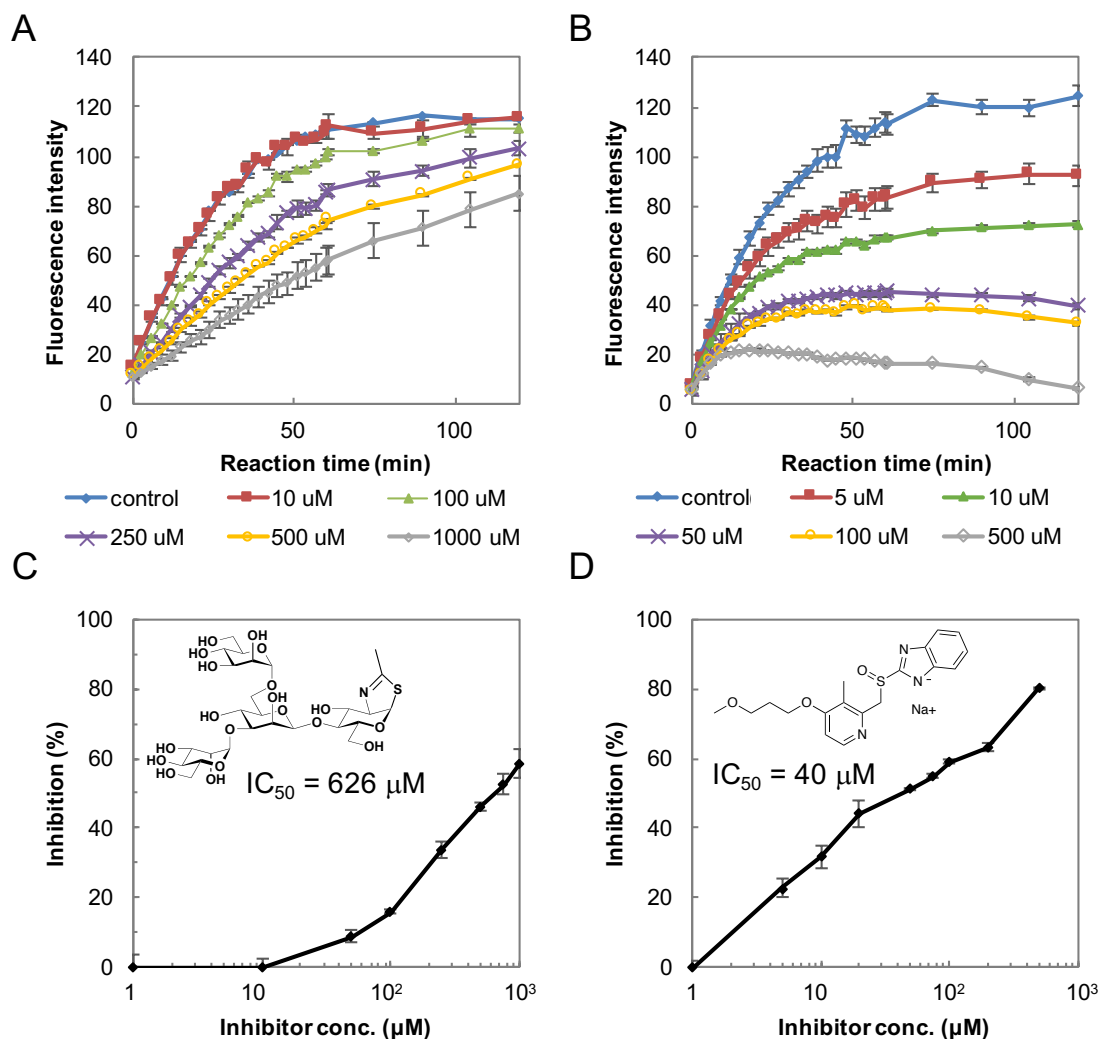 A
B
140
120
100
80
60
40
20
0
Fluorescence intensity
0 50 100
Reaction time (min)
control 10 uM 100 uM
250 uM 500 uM 1000 uM
140
120
100
80
60
40
20
0
Fluorescence intensity
0 50 100
Reaction time (min)
control 5 uM 10 uM
50 uM 100 uM 500 uM
C
D
100
80
60
40
20
0
Inhibition (%)
HO OH
HO
HO
O
O
HO OH
HO
O
O
HO
HO
HO OH
O
O
HO
N
S
O
OH
IC50 = 626 μM
1 10 10² 10³
Inhibitor conc. (μM)
100
80
60
40
20
0
Inhibition (%)
O
S
N
N-
Na+
O
O
N
IC50 = 40 μM
1 10 10² 10³
Inhibitor conc. (μM)